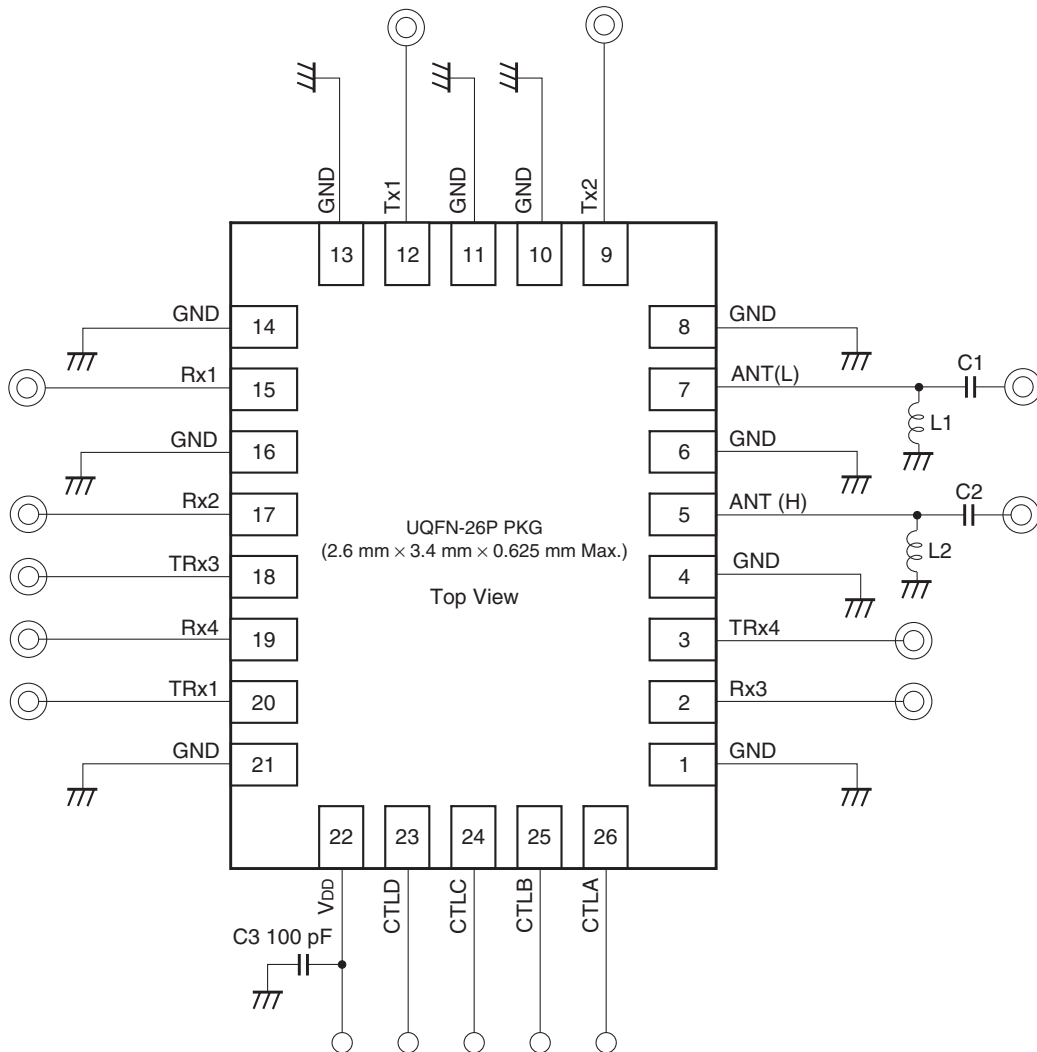 GND
Tx1
GND
GND
Tx2
13
12
11
10
9
GND
14
8
GND
Rx1
15
7
ANT(L)
C1
L1
GND
16
6
GND
Rx2
17
5
ANT (H)
C2
L2
UQFN-26P PKG
(2.6 mm × 3.4 mm × 0.625 mm Max.)
Top View
TRx3
18
4
GND
Rx4
19
3
TRx4
TRx1
20
2
Rx3
GND
21
1
GND
22
23
24
25
26
VDD
CTLD
CTLC
CTLB
CTLA
C3 100 pF